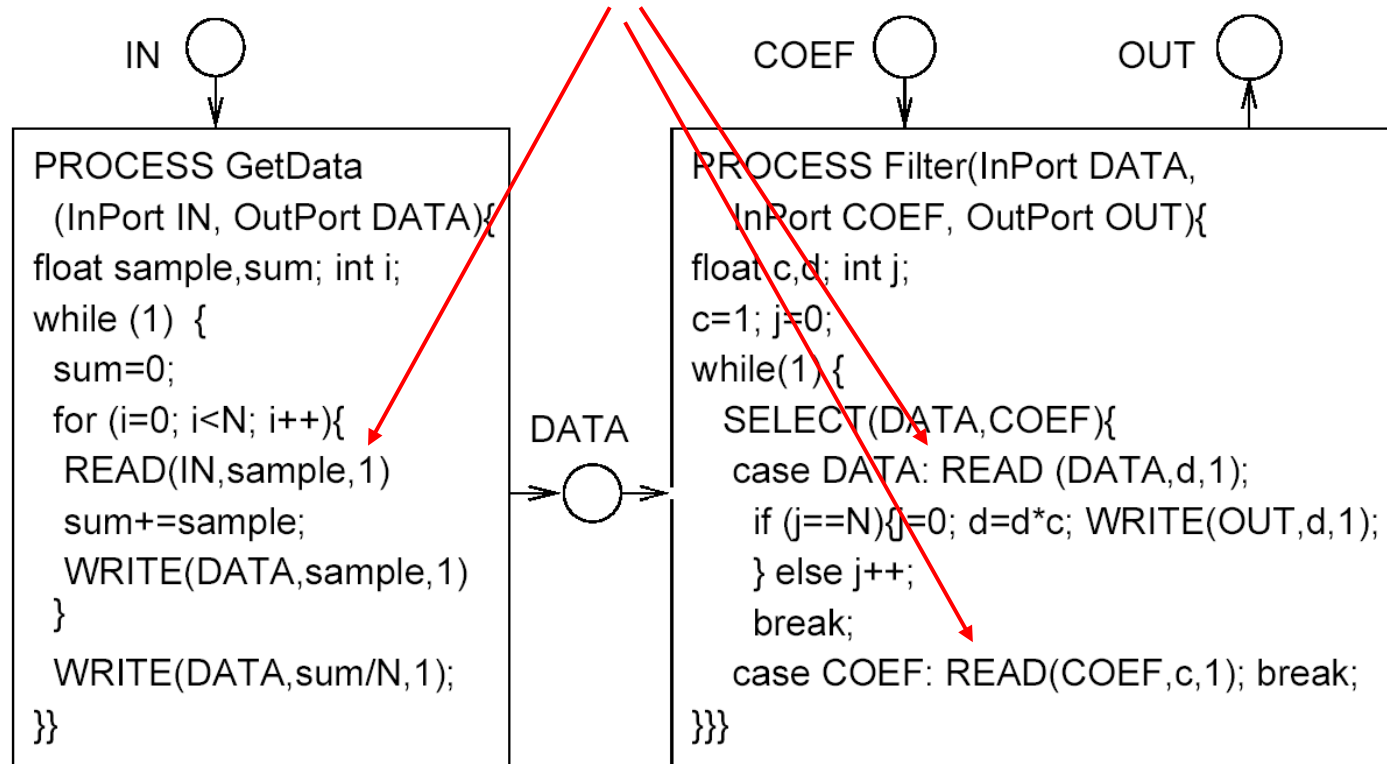 IN
COEF
OUT
PROCESS GetData
(InPort IN, OutPort DATA){
float sample,sum; int i;
while (1) {
sum=0;
for (i=0; i<N; i++){
READ(IN,sample,1)
sum+=sample;
WRITE(DATA,sample,1)
}
WRITE(DATA,sum/N,1);
}}
DATA
PROCESS Filter(InPort DATA,
InPort COEF, OutPort OUT){
float c,d; int j;
c=1; j=0;
while(1) {
SELECT(DATA,COEF){
case DATA: READ (DATA,d,1);
if (j==N){j=0; d=d*c; WRITE(OUT,d,1);
} else j++;
break;
case COEF: READ(COEF,c,1); break;
}}}